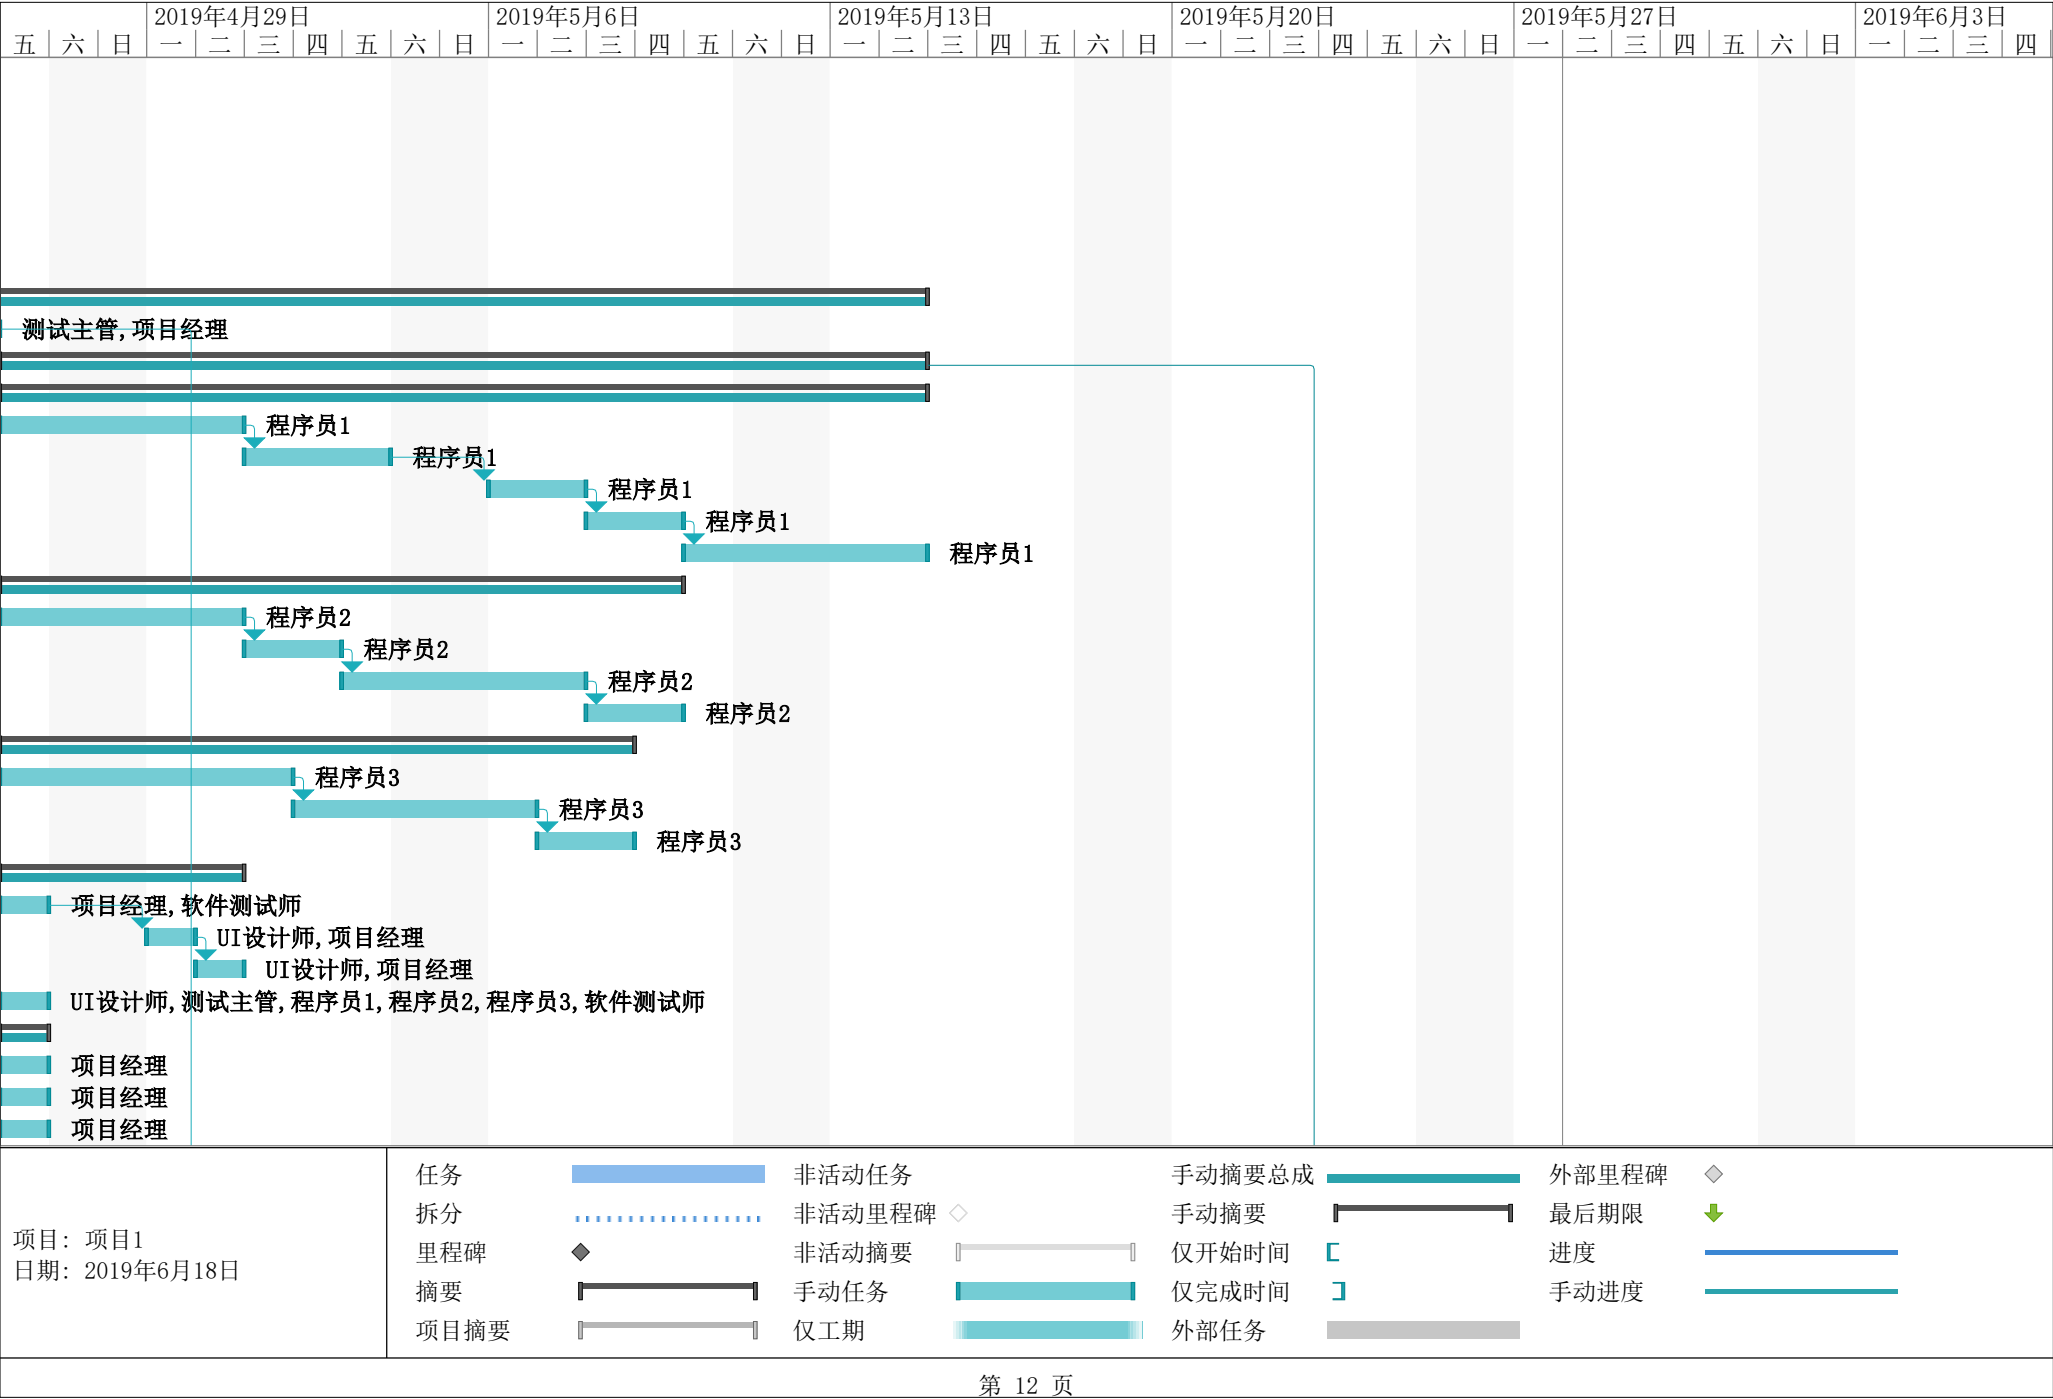 2019年4月29日 2019年5月6日 2019年5月13日 2019年5月20日 2019年5月27日 2019年6月3日
五 六 日 一 二 三 四 五 六 日 一 二 三 四 五 六 日 一 二 三 四 五 六 日 一 二 三 四 五 六 日 一 二 三 四 五 六 日 一 二 三 四
测试主管,项目经理
程序员1
程序员1
程序员1
程序员1
程序员1
程序员2
程序员2
程序员2
程序员2
程序员3
程序员3
程序员3
项目经理,软件测试师
UI设计师,项目经理
UI设计师,项目经理
UI设计师,测试主管,程序员1,程序员2,程序员3,软件测试师
项目经理
项目经理
项目经理
项目: 项目1
日期: 2019年6月18日
任务 非活动任务 手动摘要总成 外部里程碑
拆分 非活动里程碑 手动摘要 最后期限
里程碑 非活动摘要 仅开始时间 进度
摘要 手动任务 仅完成时间 手动进度
项目摘要 仅工期 外部任务
第 12 页